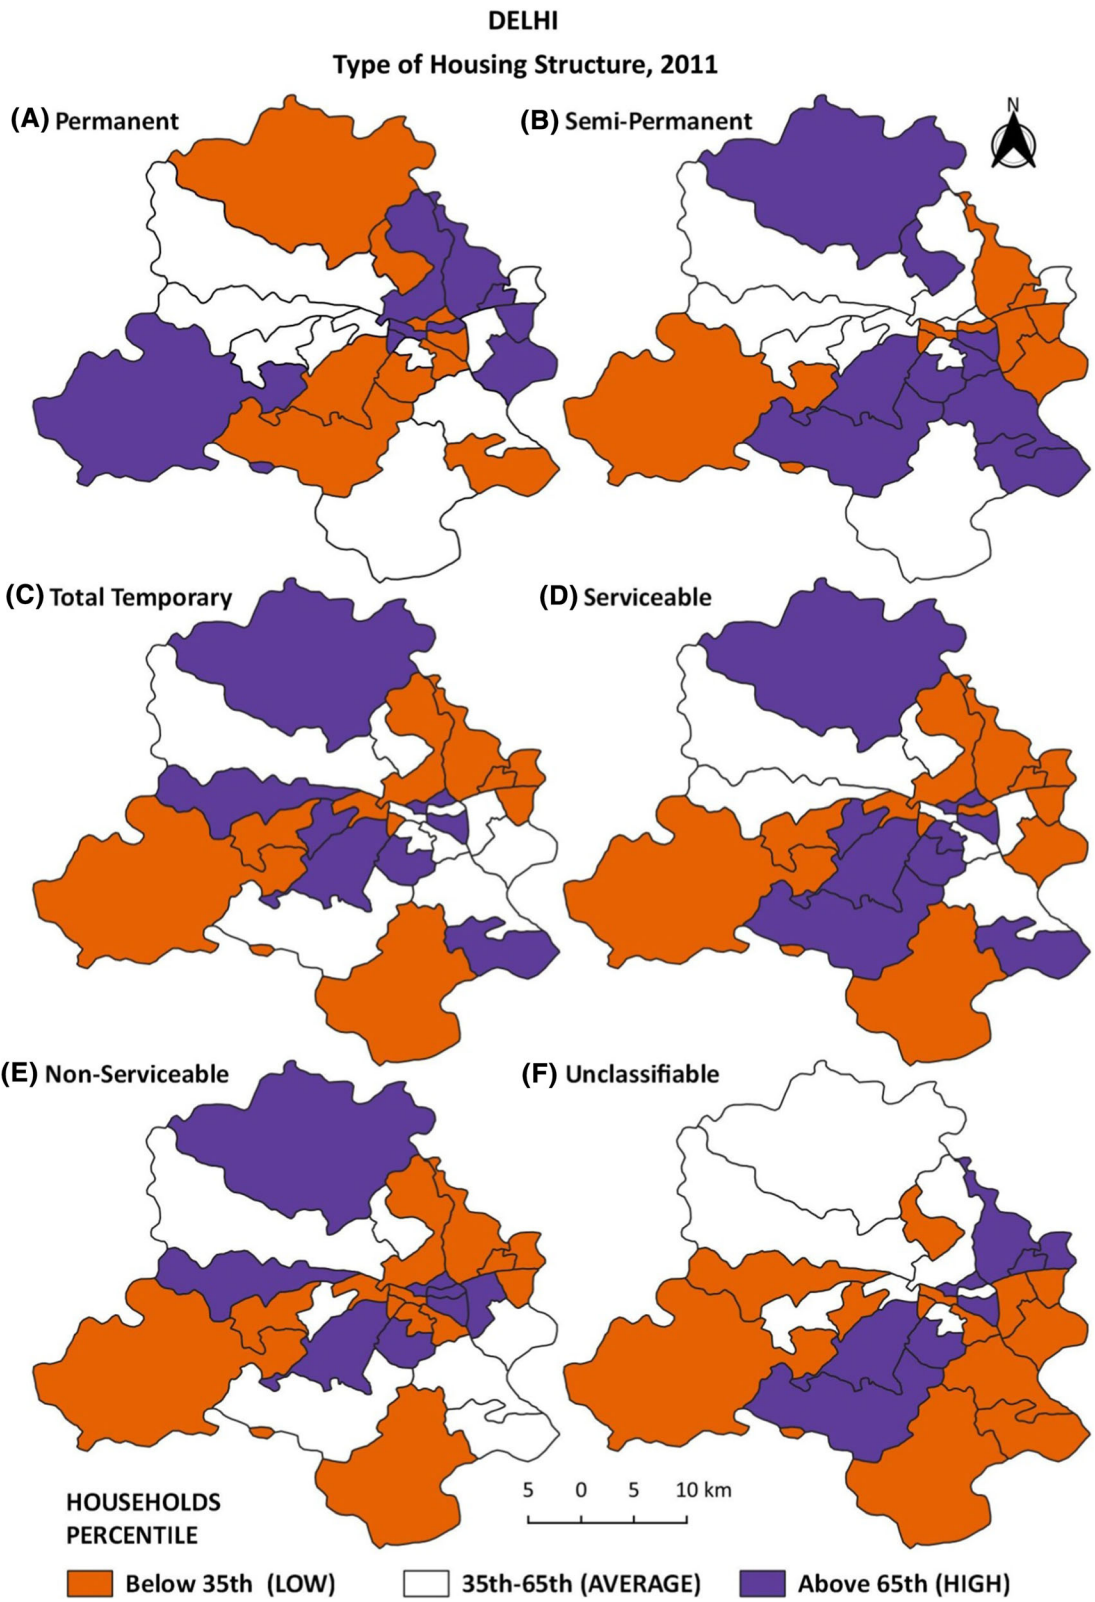 DELHI
Type of Housing Structure, 2011
(A) Permanent
(B) Semi-Permanent
N
(C) Total Temporary
(D) Serviceable
(E) Non-Serviceable
(F) Unclassifiable
5 0 5 10 km
HOUSEHOLDS
PERCENTILE
Below 35th (LOW)
35th-65th (AVERAGE)
Above 65th (HIGH)